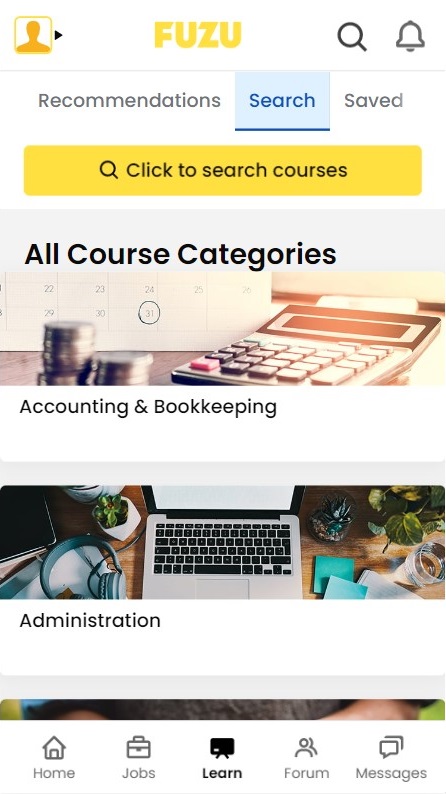 FUZU
Recommendations Search Saved
Click to search courses
All Course Categories
22 23 24 25 26
29 30 31
Accounting & Bookkeeping
Administration
Home Jobs Learn Forum Messages